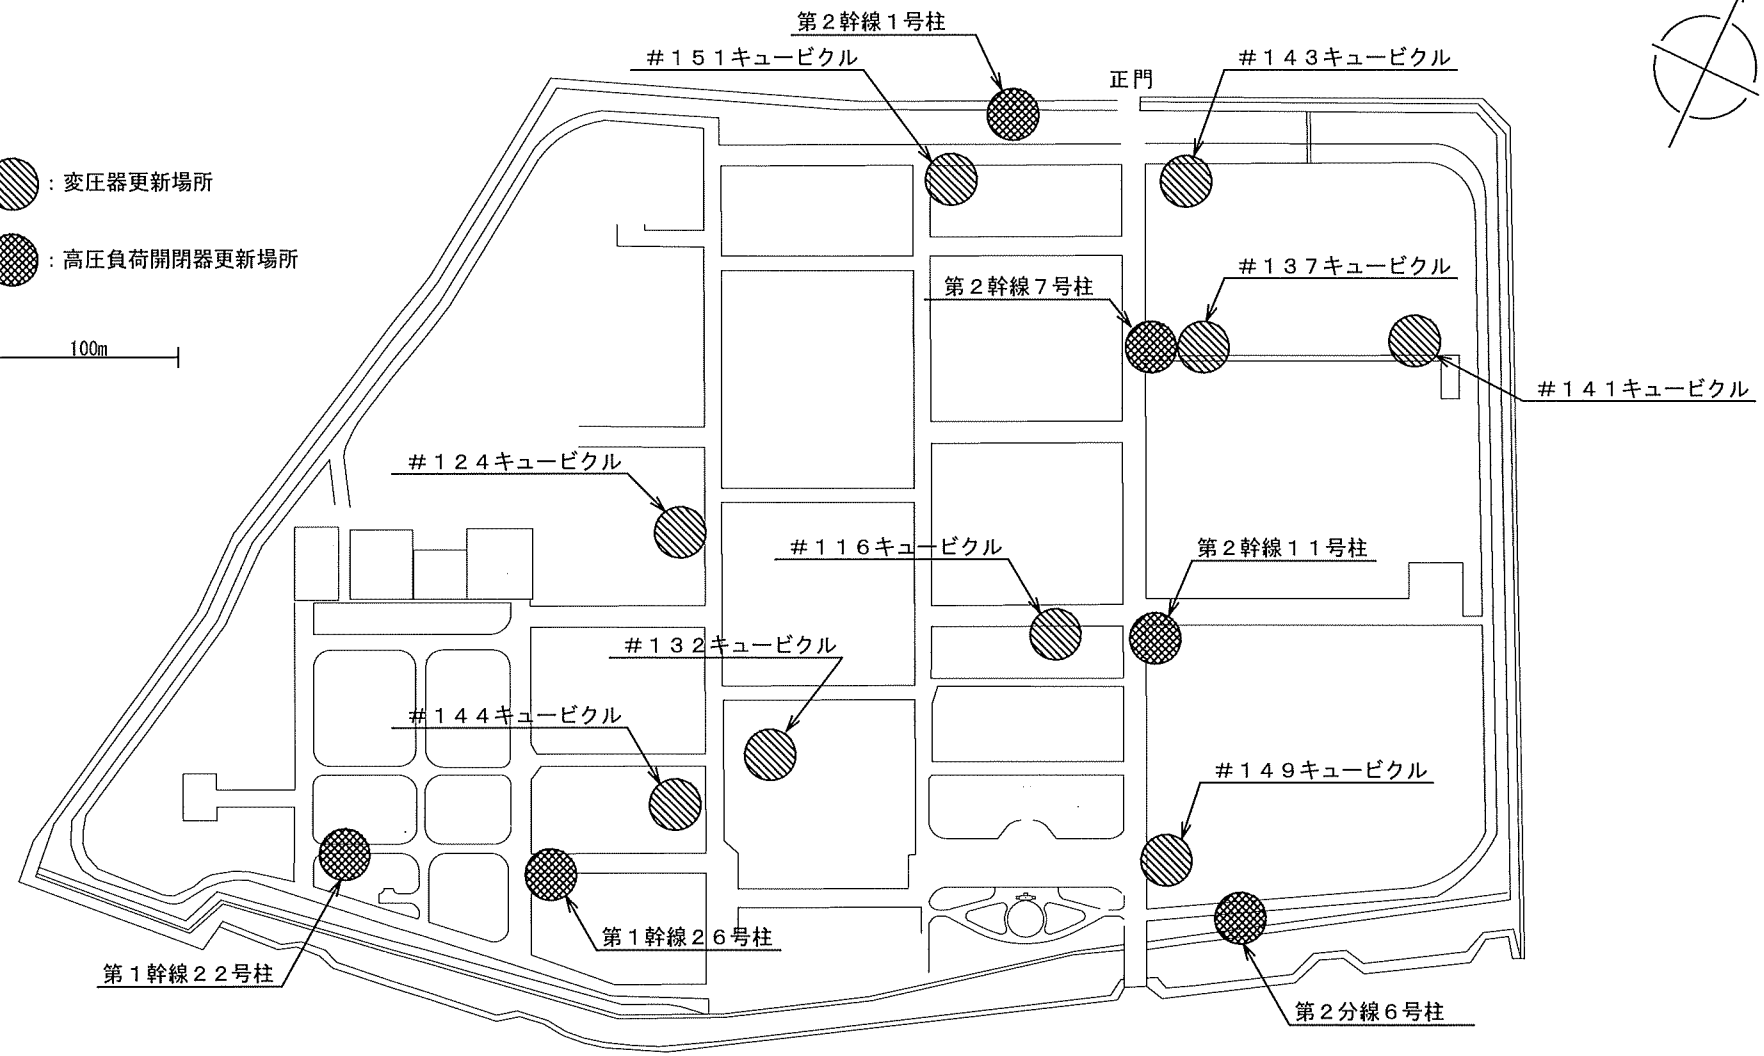 第２幹線１号柱
＃１５１キュービクル
＃１４３キュービクル
正門
：変圧器更新場所
：高圧負荷開閉器更新場所
＃１３７キュービクル
第２幹線７号柱
100m
＃１４１キュービクル
＃１２４キュービクル
＃１１６キュービクル
第２幹線１１号柱
＃１３２キュービクル
＃１４４キュービクル
＃１４９キュービクル
第１幹線２６号柱
第１幹線２２号柱
第２分線６号柱